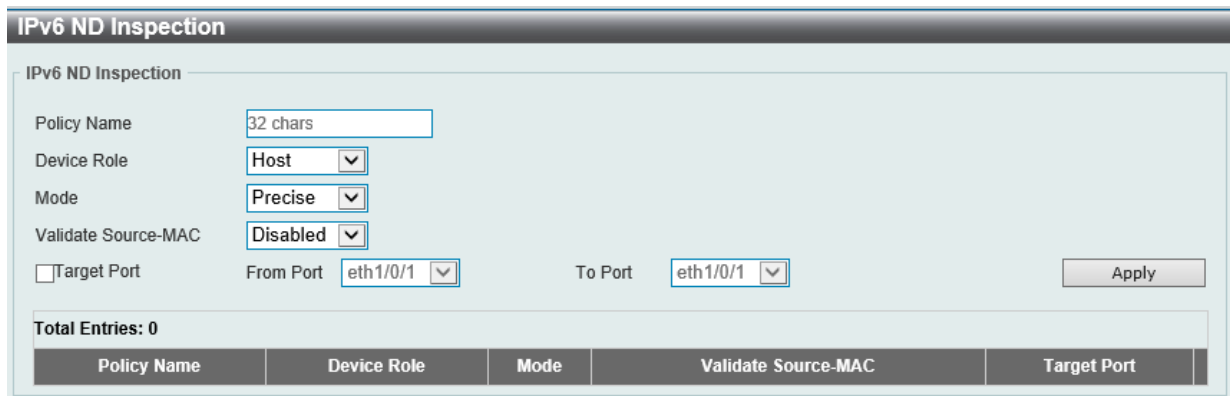 IPv6 ND Inspection
IPv6 ND Inspection
Policy Name 32 chars
Device Role Host
Mode Precise
Validate Source-MAC Disabled
Target Port From Port eth1/0/1 To Port eth1/0/1 Apply
Total Entries: 0
Policy Name Device Role Mode Validate Source-MAC Target Port